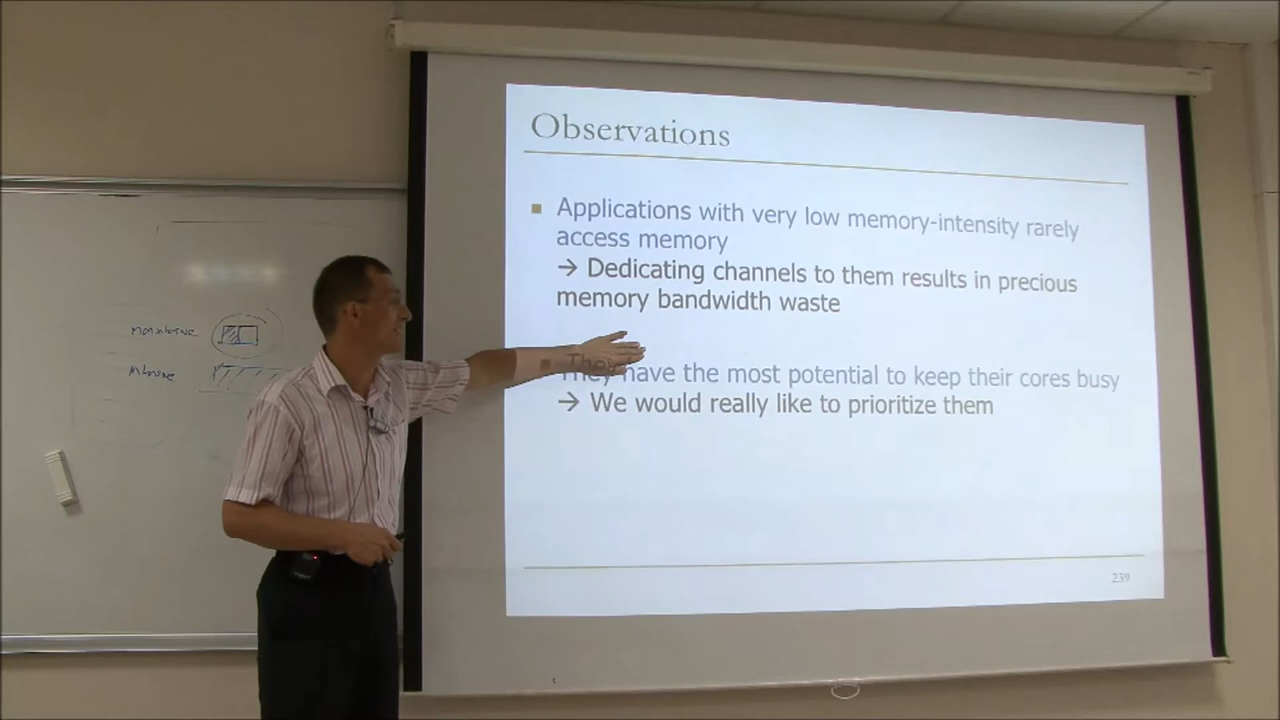 Observations
Applications with very low memory-intensity rarely
access memory
→ Dedicating channels to them results in precious
memory bandwidth waste
They have the most potential to keep their cores busy
→ We would really like to prioritize them
239